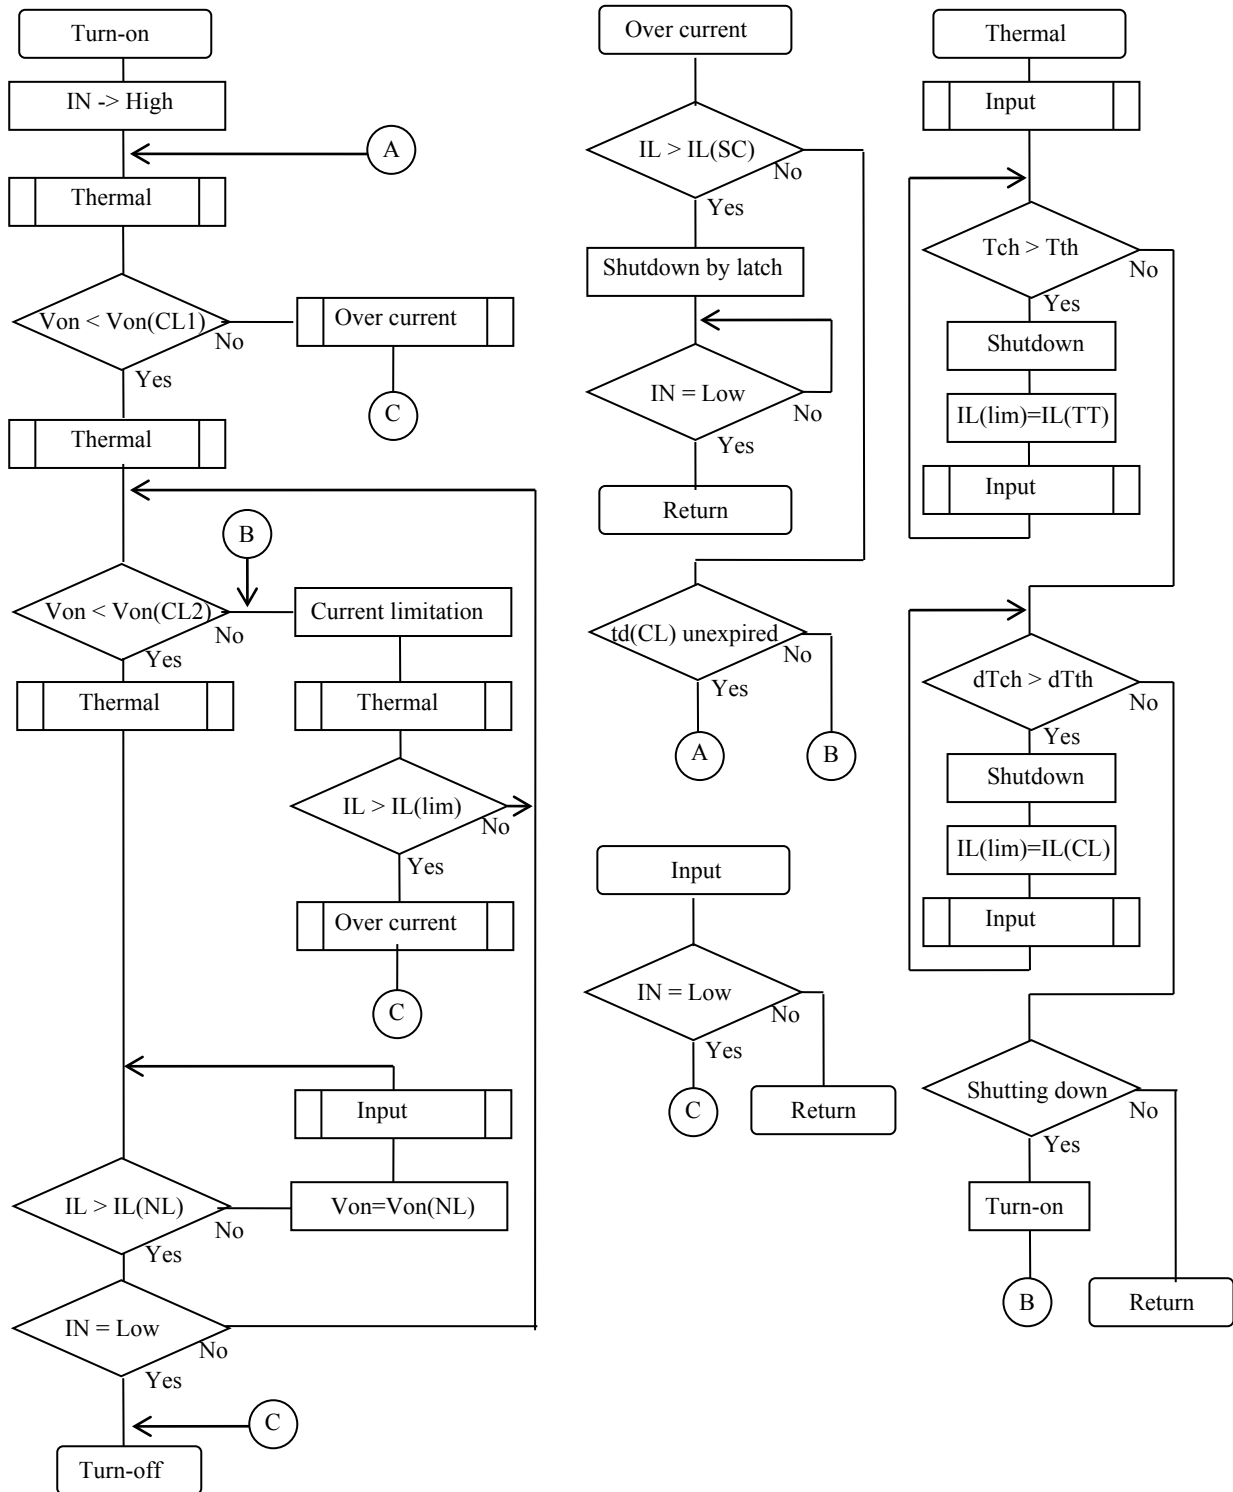 Turn-on
IN -> High
A
Thermal
Von < Von(CL1)
No
Over current
Yes
C
Thermal
B
Von < Von(CL2)
No
Current limitation
Yes
Thermal
Thermal
IL > IL(lim)
No
Yes
Over current
C
Input
IL > IL(NL)
No
Von=Von(NL)
Yes
IN = Low
No
Yes
C
Turn-off
Over current
IL > IL(SC)
No
Yes
Shutdown by latch
IN = Low
No
Yes
Return
td(CL) unexpired
No
Yes
A
B
Input
IN = Low
No
Yes
C
Return
Thermal
Input
Tch > Tth
No
Yes
Shutdown
IL(lim)=IL(TT)
Input
dTch > dTth
No
Yes
Shutdown
IL(lim)=IL(CL)
Input
Shutting down
No
Yes
Turn-on
B
Return